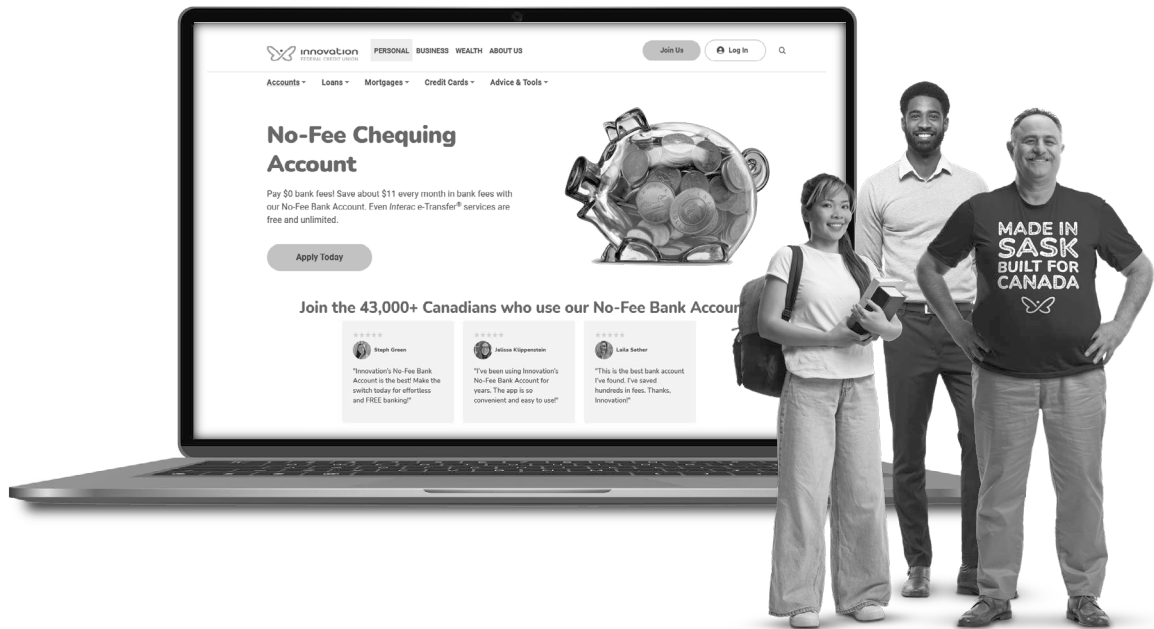 innovation
FEDERAL CREDIT UNION
PERSONAL BUSINESS WEALTH ABOUT US
Join Us
Log In
Accounts Loans Mortgages Credit Cards Advice & Tools
No-Fee Chequing
Account
Pay $0 bank fees! Save about $11 every month in bank fees with
our No-Fee Bank Account. Even Interac e-Transfer® services are
free and unlimited.
Apply Today
Join the 43,000+ Canadians who use our No-Fee Bank Accoun
Steph Green
"Innovation's No-Fee Bank
Account is the best! Make the
switch today for effortless
and FREE banking!"
Jelissa Klippenstein
"I've been using Innovation's
No-Fee Bank Account for
years. The app is so
convenient and easy to use!"
Laila Sother
"This is the best bank account
I've found. I've saved
hundreds in fees. Thanks,
Innovation!"
MADE IN
SASK
BUILT FOR
CANADA